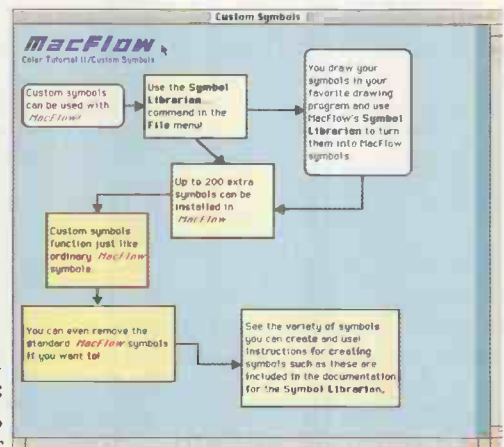 Custom Symbols
MacFlow
Color Tutorial II/Custom Symbols
Custom symbols
can be used with
MacFlow!
Use the Symbol
Librarian
command in the
File menu!
You draw your
symbols in your
favorite drawing
program and use
MacFlow's Symbol
Librarian to turn
them into MacFlow
symbols
Up to 200 extra
symbols can be
installed in
MacFlow
Custom symbols
function just like
ordinary MacFlow
symbols
You can even remove the
standard MacFlow symbols
if you want to!
See the variety of symbols
you can create and use!
Instructions for creating
symbols such as these are
included in the documentation
for the Symbol Librarian.